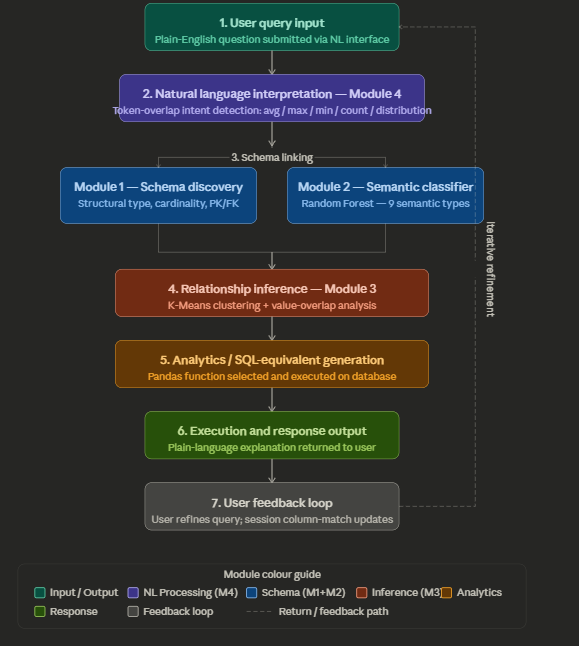 1. User query input
Plain-English question submitted via NL interface
2. Natural language interpretation — Module 4
Token-overlap intent detection: avg / max / min / count / distribution
3. Schema linking
Module 1 — Schema discovery
Structural type, cardinality, PK/FK
Module 2 — Semantic classifier
Random Forest — 9 semantic types
Iterative refinement
4. Relationship inference — Module 3
K-Means clustering + value-overlap analysis
5. Analytics / SQL-equivalent generation
Pandas function selected and executed on database
6. Execution and response output
Plain-language explanation returned to user
7. User feedback loop
User refines query; session column-match updates
Module colour guide
Input / Output
NL Processing (M4)
Schema (M1+M2)
Inference (M3)
Analytics
Response
Feedback loop
Return / feedback path